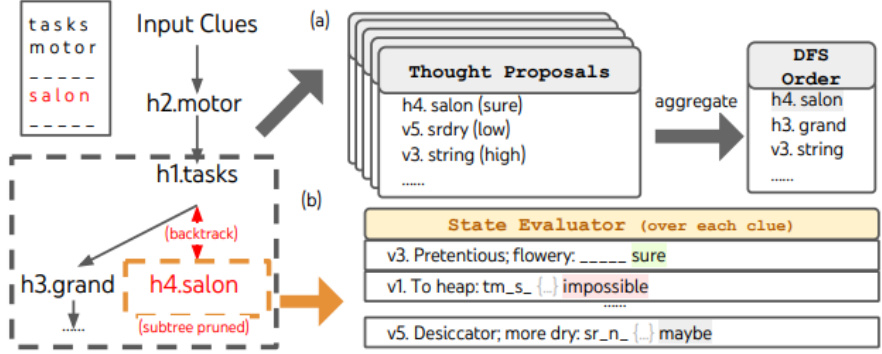 tasks
motor
_ _ _ _ _
salon
_ _ _ _ _
Input Clues
h2.motor
h1.tasks
(backtrack)
h3.grand
h4.salon
......
(subtree pruned)
(a)
Thought Proposals
h4. salon (sure)
v5. srdry (low)
v3. string (high)
......
aggregate
DFS
Order
h4. salon
h3. grand
v3. string
......
(b)
State Evaluator (over each clue)
v3. Pretentious; flowery: _____ sure
v1. To heap: tm_s_ {...} impossible
......
v5. Desiccator; more dry: sr_n_ {...} maybe